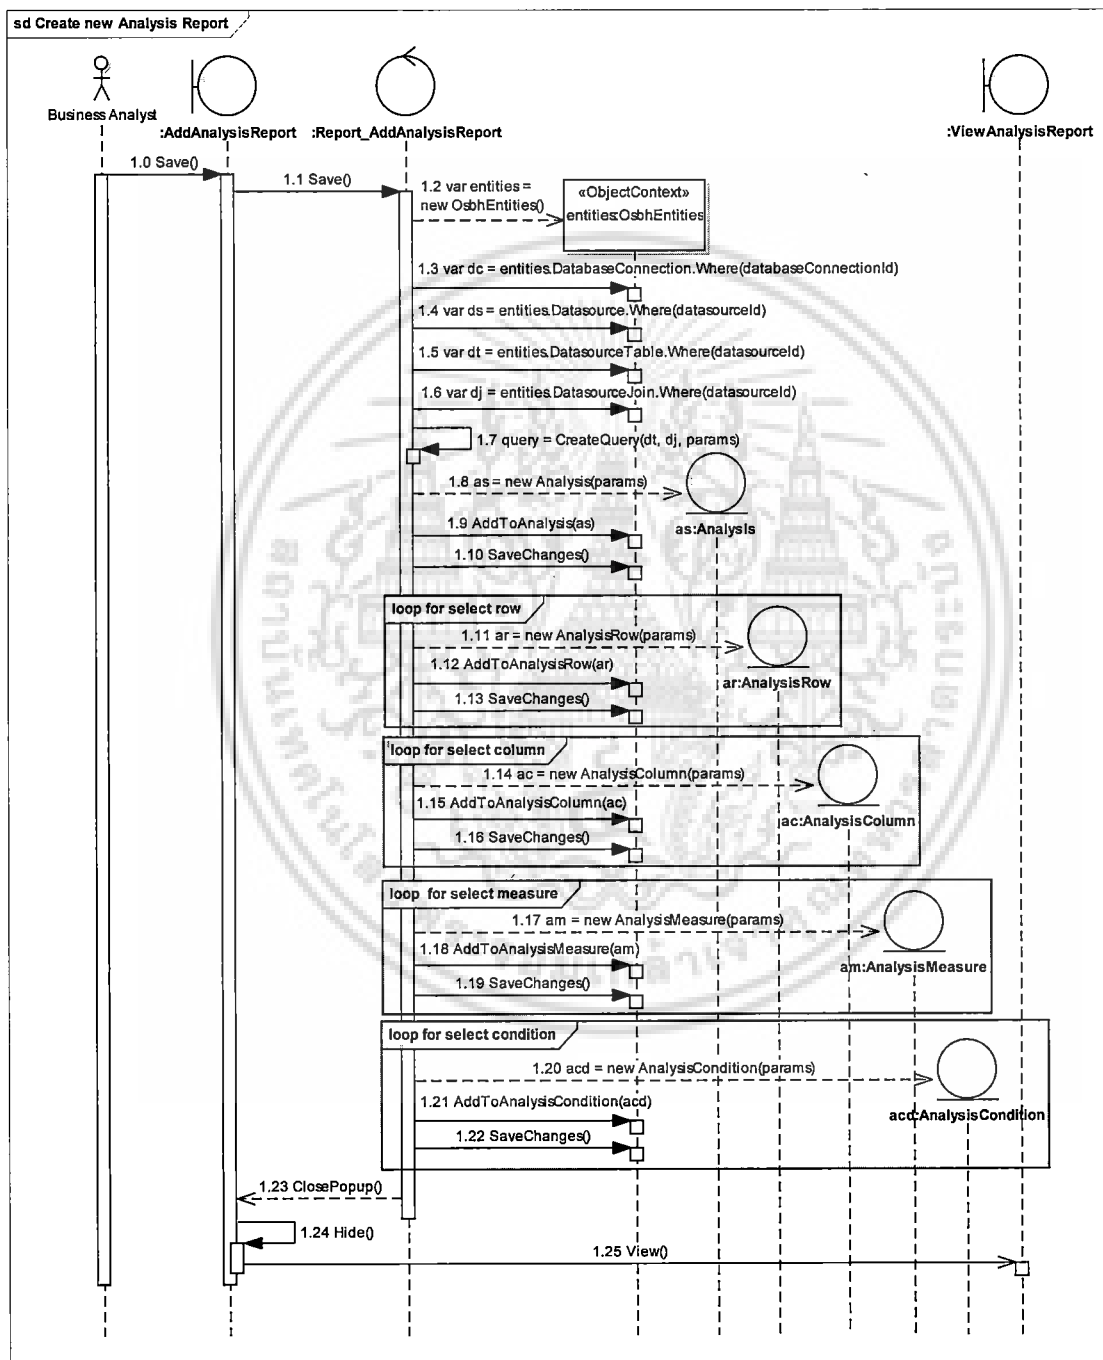 sd Create new Analysis Report
Business Analyst
:AddAnalysisReport
:Report_AddAnalysisReport
:ViewAnalysisReport
1.0 Save()
1.1 Save()
1.2 var entities =
new OsbhEntities()
«ObjectContext»
entities:OsbhEntities
1.3 var dc = entities.DatabaseConnection.Where(databaseConnectionId)
1.4 var ds = entities.Datasource.Where(datasourceId)
1.5 var dt = entities.DatasourceTable.Where(datasourceId)
1.6 var dj = entities.DatasourceJoin.Where(datasourceId)
1.7 query = CreateQuery(dt, dj, params)
1.8 as = new Analysis(params)
as:Analysis
1.9 AddToAnalysis(as)
1.10 SaveChanges()
loop for select row
1.11 ar = new AnalysisRow(params)
1.12 AddToAnalysisRow(ar)
ar:AnalysisRow
1.13 SaveChanges()
loop for select column
1.14 ac = new AnalysisColumn(params)
1.15 AddToAnalysisColumn(ac)
ac:AnalysisColumn
1.16 SaveChanges()
loop for select measure
1.17 am = new AnalysisMeasure(params)
1.18 AddToAnalysisMeasure(am)
am:AnalysisMeasure
1.19 SaveChanges()
loop for select condition
1.20 acd = new AnalysisCondition(params)
1.21 AddToAnalysisCondition(acd)
acd:AnalysisCondition
1.22 SaveChanges()
1.23 ClosePopup()
1.24 Hide()
1.25 View()